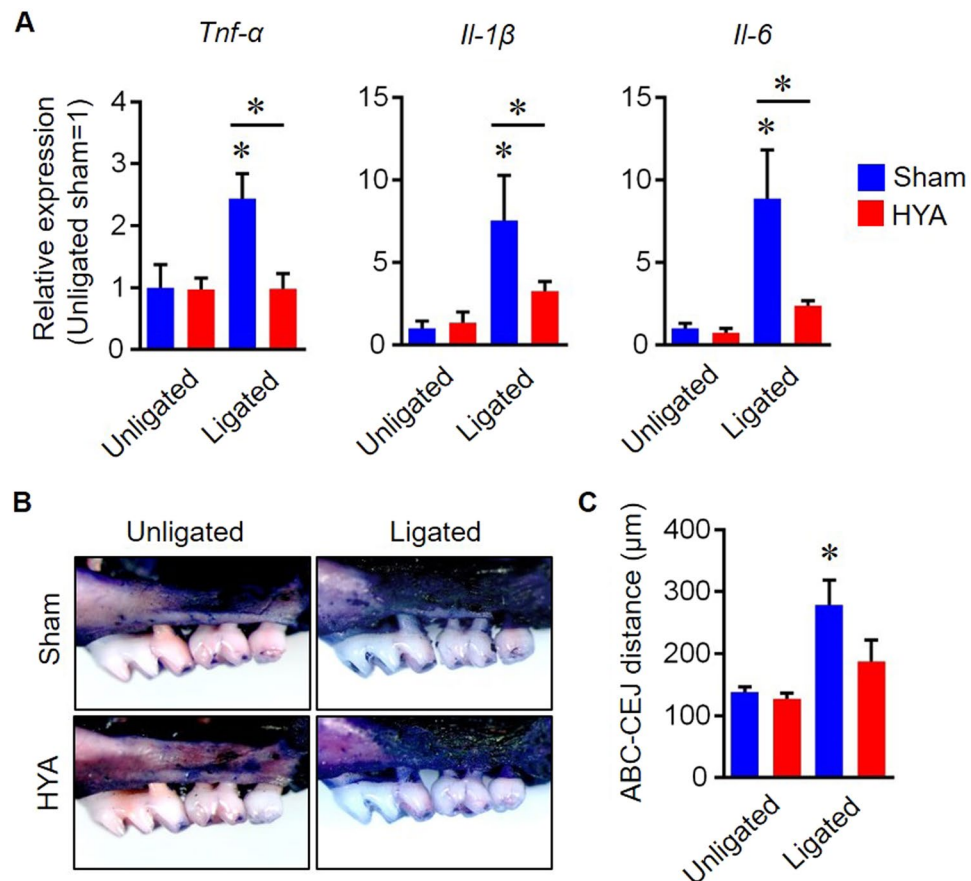 A
Tnf-α
Il-1β
Il-6
Relative expression
(Unligated sham=1)
4
3
2
1
0
*
*
Unligated
Ligated
15
10
5
0
*
*
Unligated
Ligated
15
10
5
0
*
*
Unligated
Ligated
Sham
HYA
B
Unligated
Ligated
Sham
HYA
C
ABC-CEJ distance (μm)
400
300
200
100
0
*
Unligated
Ligated